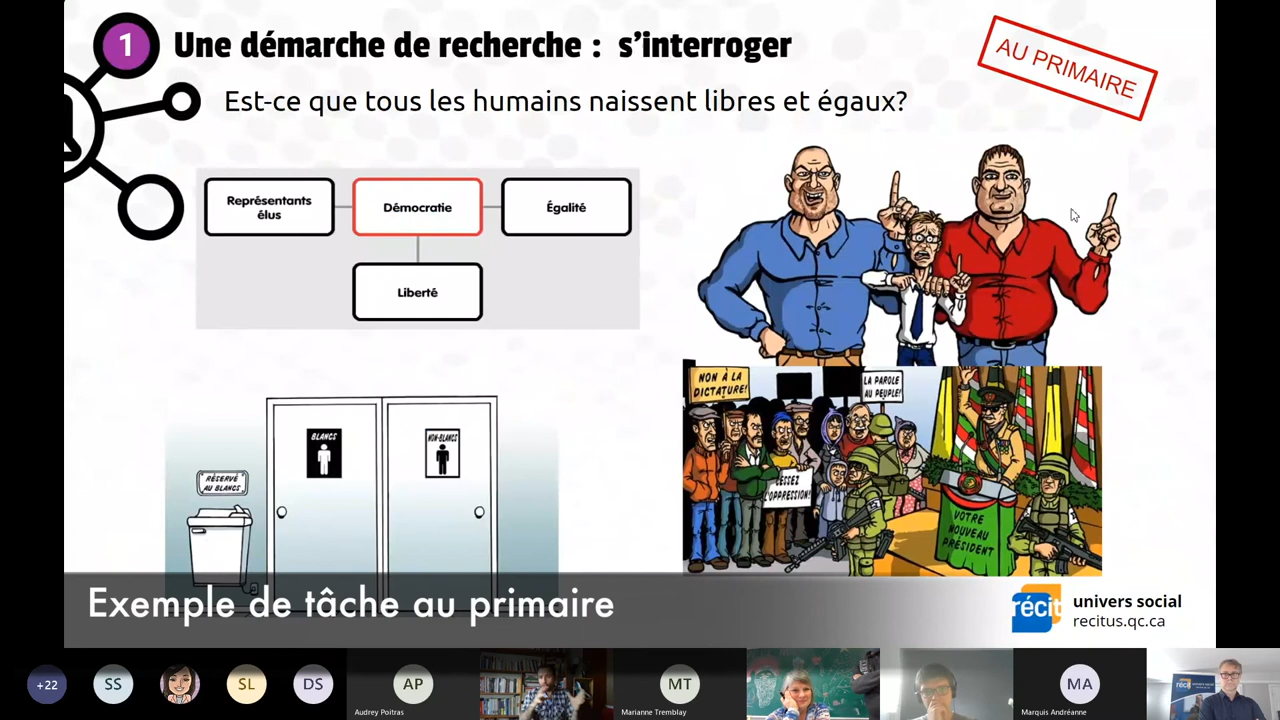 1
Une démarche de recherche : s'interroger
AU PRIMAIRE
Est-ce que tous les humains naissent libres et égaux?
Représentants
élus
Démocratie
Égalité
Liberté
BLANCS
NON-BLANCS
RÉSERVÉ
AU BLANCS
NON À LA
DICTATURE!
LA PAROLE
AU PEUPLE!
CESSEZ
L'OPPRESSION!
VOTRE
NOUVEAU
PRÉSIDENT
Exemple de tâche au primaire
récit
univers social
recitus.qc.ca
+22
SS
SL
DS
AP
Audrey Poitras
MT
Marianne Tremblay
MA
Marquis Andréanne
récit